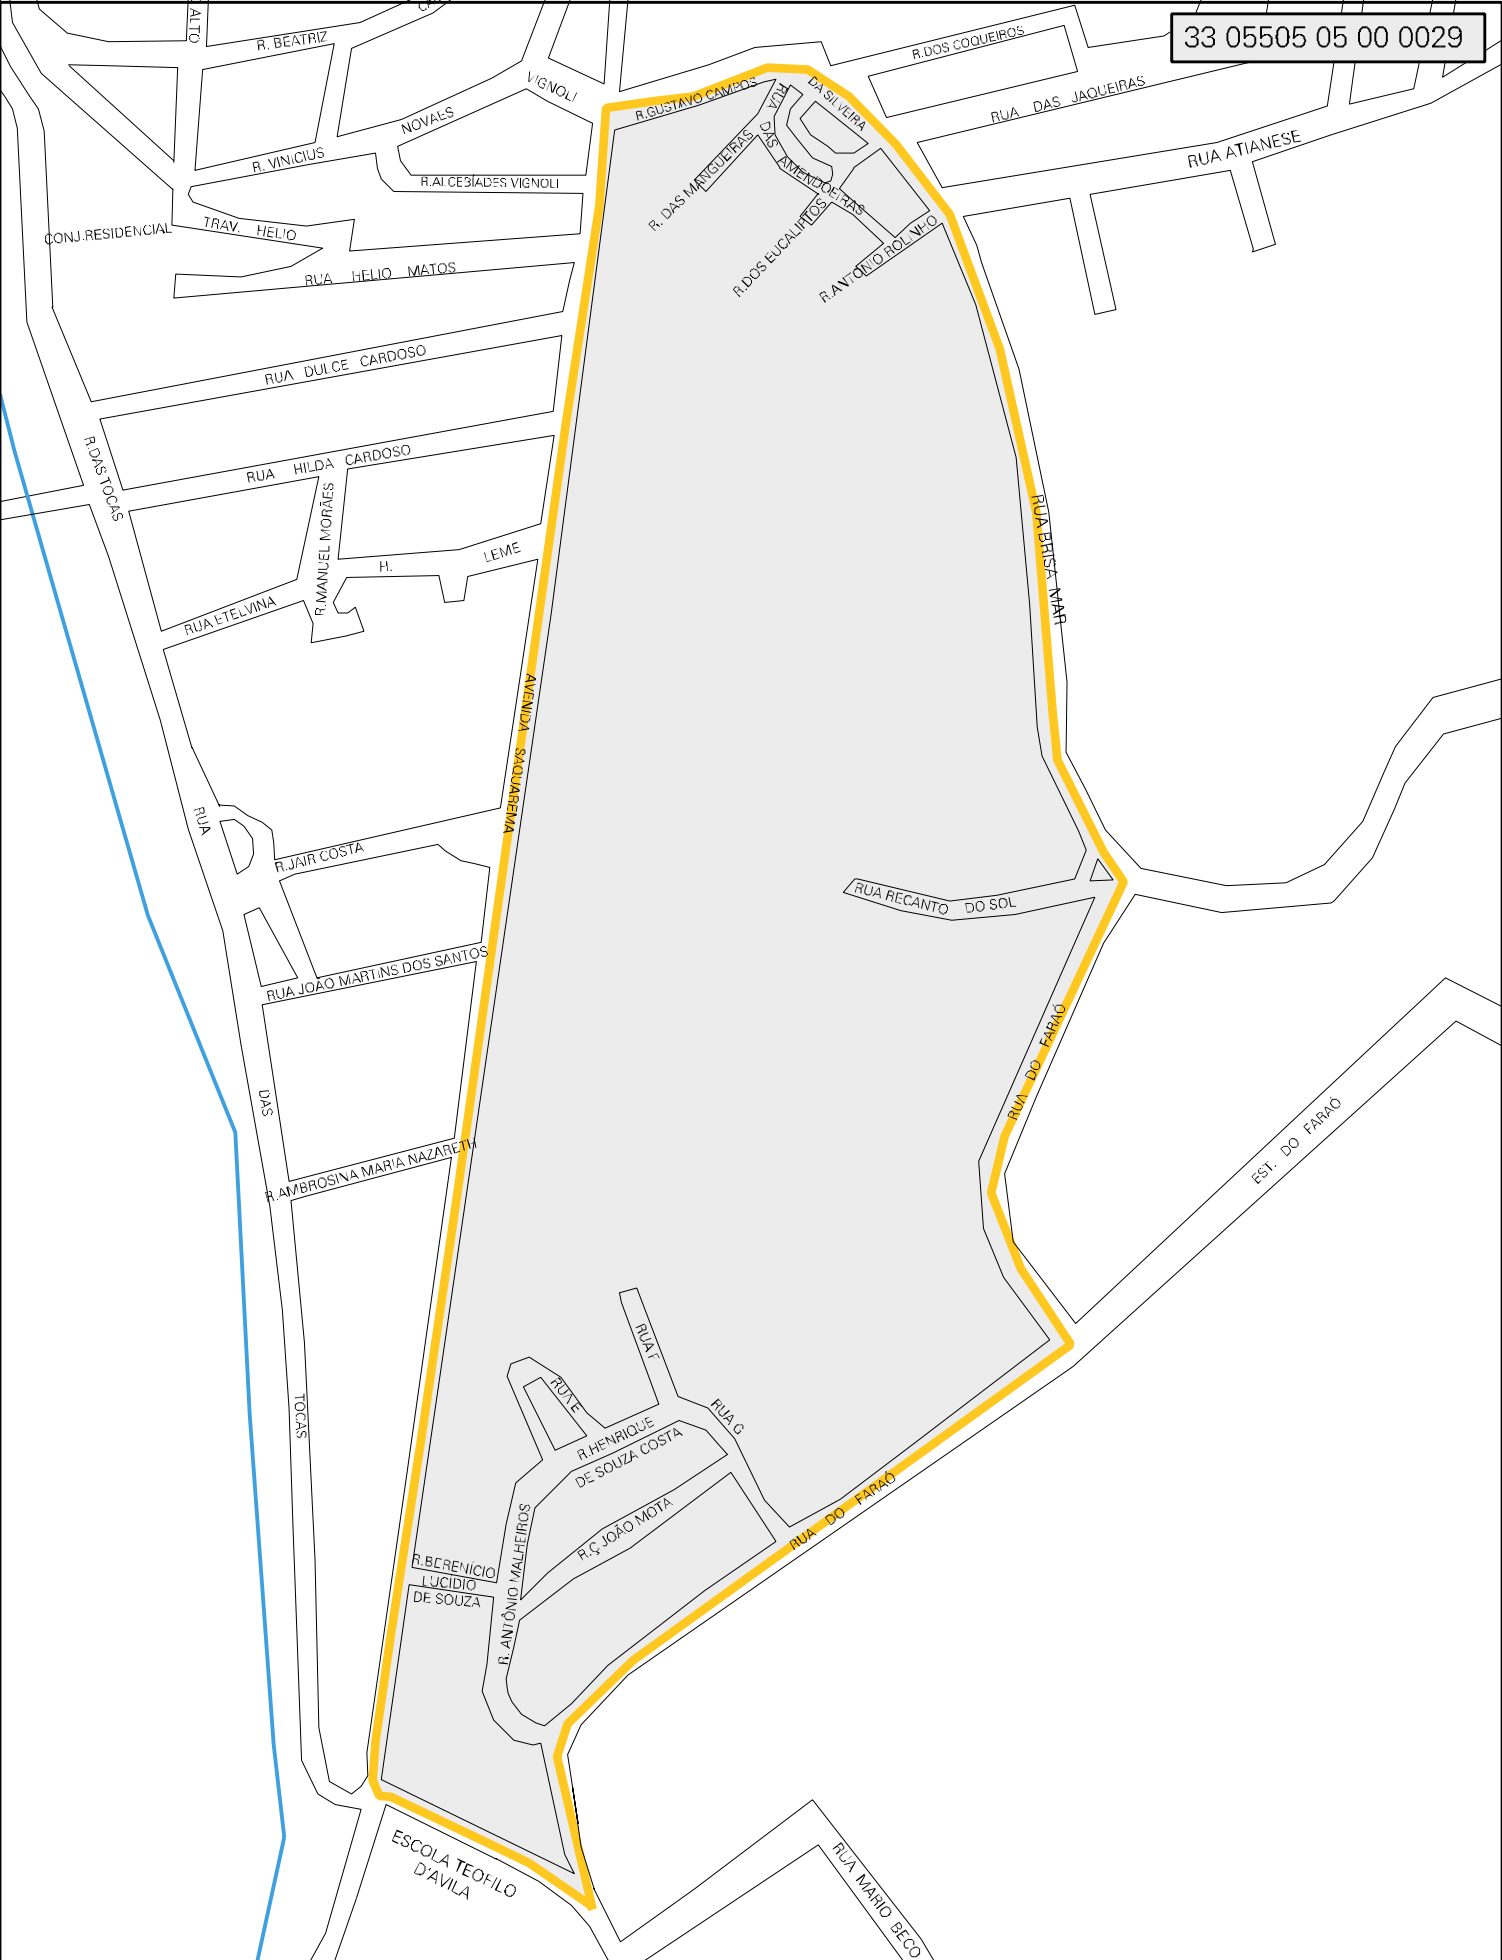 33 05505 05 00 0029
ALTO
R. BEATRIZ
R.DOS COQUEIROS
VIGNOLI
R.GUSTAVO CAMPOS
DA SILVEIRA
RUA DAS JAQUEIRAS
NOVAES
R. VINICIUS
RUA ATIANESE
R.ALCEBÍADES VIGNOLI
R. DAS MANGUEIRAS
RUA DAS AMENDOEIRAS
R.DOS EUCALIPTOS
R.ANTONIO ROLINHO
CONJ.RESIDENCIAL
TRAV. HELIO
RUA HELIO MATOS
RUA DULCE CARDOSO
R.DAS TOCAS
RUA HILDA CARDOSO
R.MANUEL MORÃES
H. LEME
RUA ETELVINA
RUA BRISA MAR
AVENIDA SAQUAREMA
RUA
R.JAIR COSTA
RUA RECANTO DO SOL
RUA JOÃO MARTINS DOS SANTOS
RUA DO FARAÓ
DAS
R.AMBROSINA MARIA NAZARETH
EST. DO FARAÓ
RUA F
RUA E
RUA G
TOCAS
R.HENRIQUE
DE SOUZA COSTA
R.Ç JOÃO MOTA
RUA DO FARAÓ
R. ANTÔNIO MALHEIROS
R.BERENÍCIO
LUCIDIO
DE SOUZA
ESCOLA TEOFILO
D'AVILA
RUA MARIO BECO